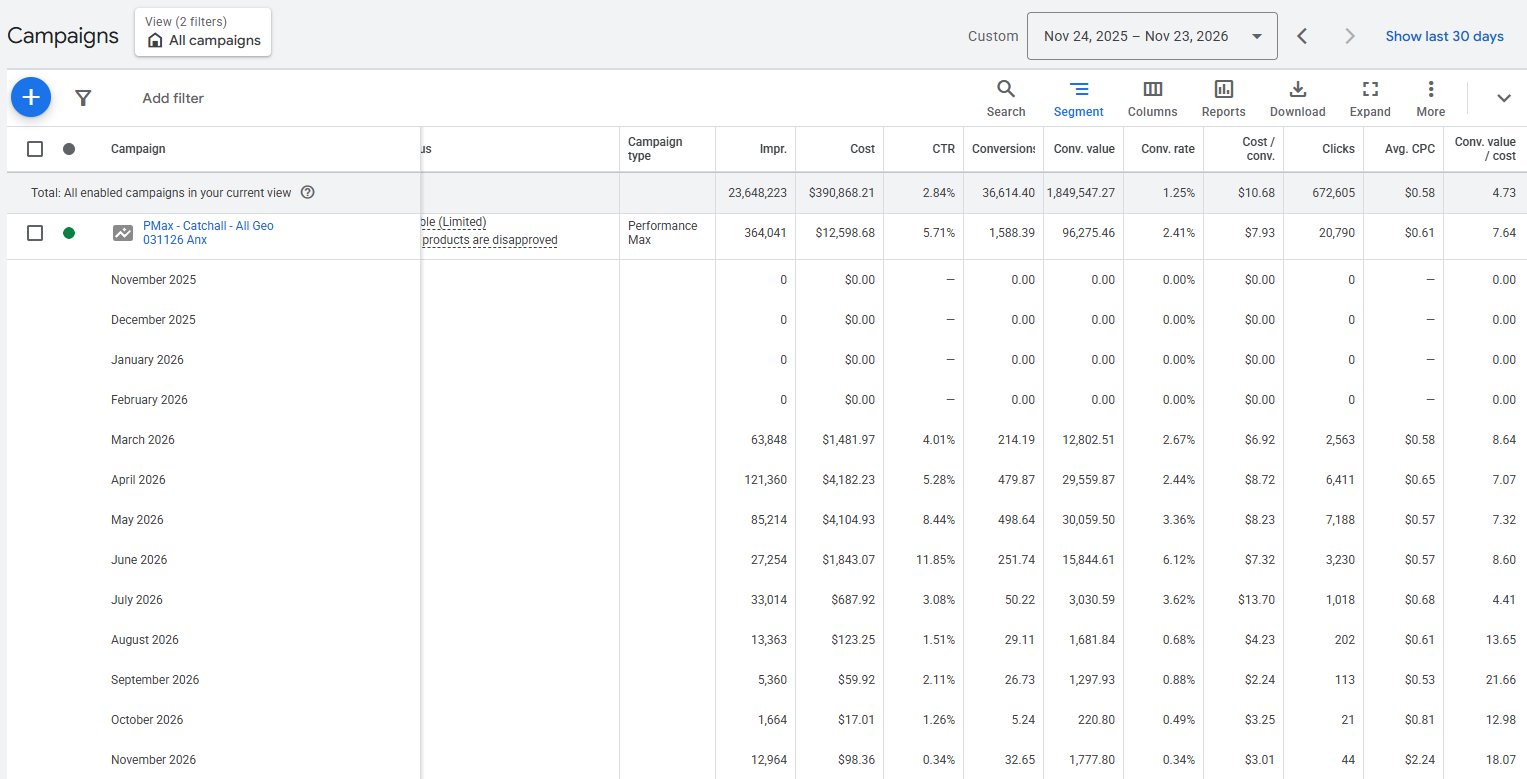 Campaigns
View (2 filters)
All campaigns
Custom
Nov 24, 2025 – Nov 23, 2026
Show last 30 days
Add filter
Search
Segment
Columns
Reports
Download
Expand
More
Campaign us Campaign type Impr. Cost CTR Conversions Conv. value Conv. rate Cost / conv. Clicks Avg. CPC Conv. value / cost
Total: All enabled campaigns in your current view 23,648,223 $390,868.21 2.84% 36,614.40 1,849,547.27 1.25% $10.68 672,605 $0.58 4.73
PMax - Catchall - All Geo 031126 Anx ble (Limited) products are disapproved Performance Max 364,041 $12,598.68 5.71% 1,588.39 96,275.46 2.41% $7.93 20,790 $0.61 7.64
November 2025 0 $0.00 — 0.00 0.00 0.00% $0.00 0 — 0.00
December 2025 0 $0.00 — 0.00 0.00 0.00% $0.00 0 — 0.00
January 2026 0 $0.00 — 0.00 0.00 0.00% $0.00 0 — 0.00
February 2026 0 $0.00 — 0.00 0.00 0.00% $0.00 0 — 0.00
March 2026 63,848 $1,481.97 4.01% 214.19 12,802.51 2.67% $6.92 2,563 $0.58 8.64
April 2026 121,360 $4,182.23 5.28% 479.87 29,559.87 2.44% $8.72 6,411 $0.65 7.07
May 2026 85,214 $4,104.93 8.44% 498.64 30,059.50 3.36% $8.23 7,188 $0.57 7.32
June 2026 27,254 $1,843.07 11.85% 251.74 15,844.61 6.12% $7.32 3,230 $0.57 8.60
July 2026 33,014 $687.92 3.08% 50.22 3,030.59 3.62% $13.70 1,018 $0.68 4.41
August 2026 13,363 $123.25 1.51% 29.11 1,681.84 0.68% $4.23 202 $0.61 13.65
September 2026 5,360 $59.92 2.11% 26.73 1,297.93 0.88% $2.24 113 $0.53 21.66
October 2026 1,664 $17.01 1.26% 5.24 220.80 0.49% $3.25 21 $0.81 12.98
November 2026 12,964 $98.36 0.34% 32.65 1,777.80 0.34% $3.01 44 $2.24 18.07